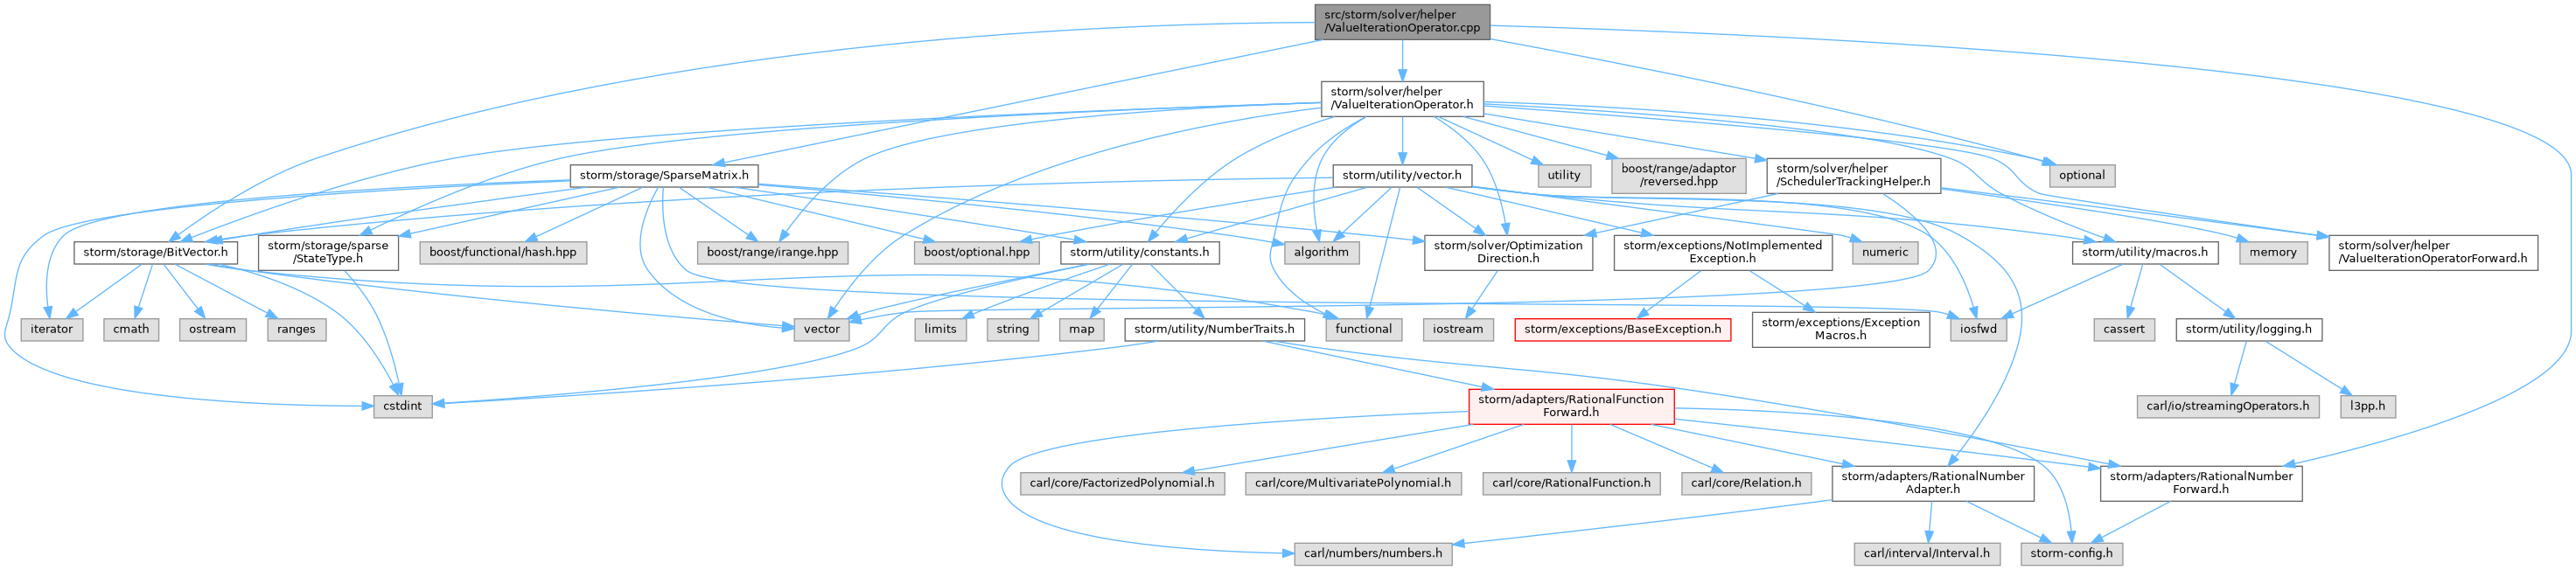 src/storm/solver/helper
/ValueIterationOperator.cpp
storm/solver/helper
/ValueIterationOperator.h
storm/storage/SparseMatrix.h
storm/utility/vector.h
utility
boost/range/adaptor
/reversed.hpp
storm/solver/helper
/SchedulerTrackingHelper.h
optional
storm/storage/BitVector.h
storm/storage/sparse
/StateType.h
boost/functional/hash.hpp
boost/range/irange.hpp
boost/optional.hpp
storm/utility/constants.h
algorithm
storm/solver/Optimization
Direction.h
storm/exceptions/NotImplemented
Exception.h
numeric
storm/utility/macros.h
memory
storm/solver/helper
/ValueIterationOperatorForward.h
iterator
cmath
ostream
ranges
vector
limits
string
map
storm/utility/NumberTraits.h
functional
iostream
storm/exceptions/BaseException.h
storm/exceptions/Exception
Macros.h
iosfwd
cassert
storm/utility/logging.h
cstdint
storm/adapters/RationalFunction
Forward.h
carl/io/streamingOperators.h
l3pp.h
carl/core/FactorizedPolynomial.h
carl/core/MultivariatePolynomial.h
carl/core/RationalFunction.h
carl/core/Relation.h
storm/adapters/RationalNumber
Adapter.h
storm/adapters/RationalNumber
Forward.h
carl/numbers/numbers.h
carl/interval/Interval.h
storm-config.h